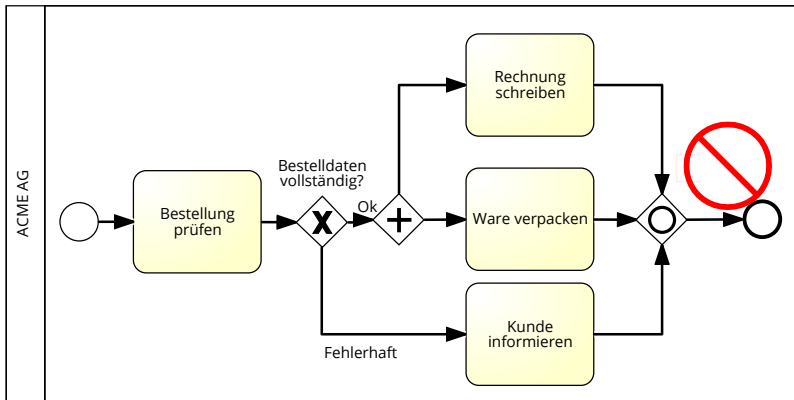 ACME AG
Bestellung
prüfen
Bestelldaten
vollständig?
Ok
Fehlerhaft
Rechnung
schreiben
Ware verpacken
Kunde
informieren